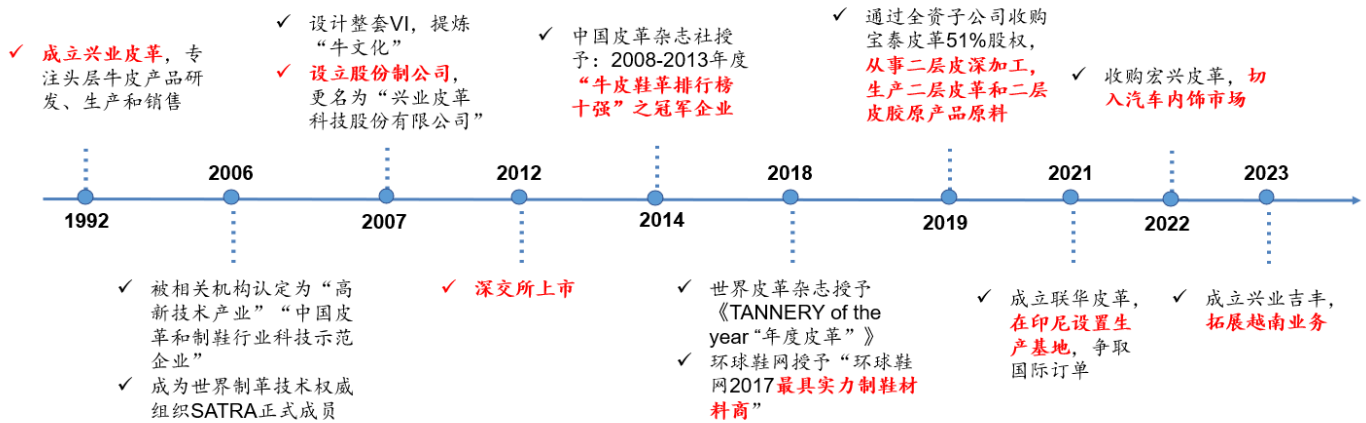 ✓ 成立兴业皮革，专
注头层牛皮产品研
发、生产和销售
✓ 设计整套VI，提炼
“牛文化”
✓ 设立股份制公司，
更名为“兴业皮革
科技股份有限公司”
✓ 中国皮革杂志社授
予：2008-2013年度
“牛皮鞋革排行榜
十强”之冠军企业
✓ 通过全资子公司收购
宝泰皮革51%股权，
从事二层皮深加工，
生产二层皮革和二层
皮胶原产品原料
✓ 收购宏兴皮革，切
入汽车内饰市场
1992
2006
2007
2012
2014
2018
2019
2021
2022
2023
✓ 被相关机构认定为“高
新技术产业”“中国皮
革和制鞋行业科技示范
企业”
✓ 成为世界制革技术权威
组织SATRA正式成员
✓ 深交所上市
✓ 世界皮革杂志授予
《TANNERY of the
year “年度皮革”》
✓ 环球鞋网授予“环球鞋
网2017最具实力制鞋材
料商”
✓ 成立联华皮革，
在印尼设置生
产基地，争取
国际订单
✓ 成立兴业吉丰，
拓展越南业务